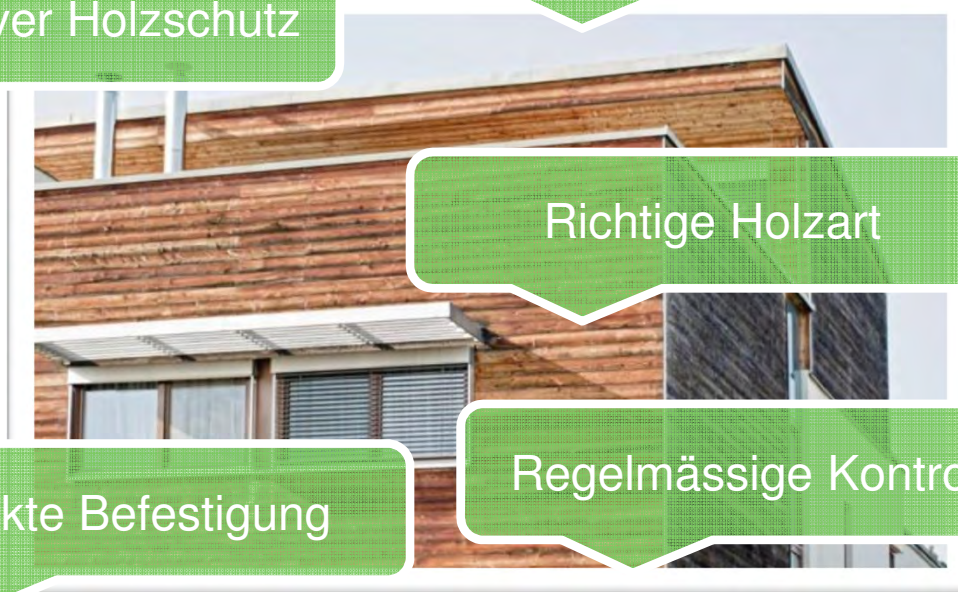 ver Holzschutz
Richtige Holzart
Regelmässige Kontro
kte Befestigung